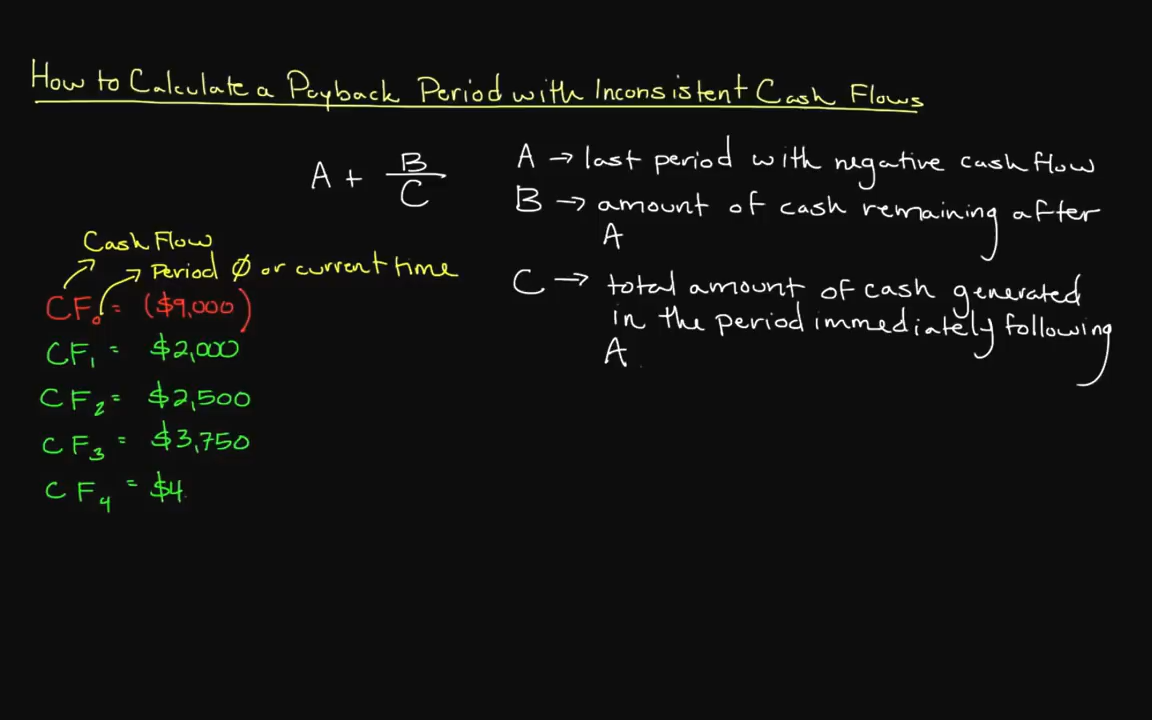 How to Calculate a Payback Period with Inconsistent Cash Flows
A + B/C
A → last period with negative cash flow
B → amount of cash remaining after
A
C → total amount of cash generated
in the period immediately following
A
Cash Flow
Period Ø or current time
CF₀ = ($9,000)
CF₁ = $2,000
CF₂ = $2,500
CF₃ = $3,750
CF₄ = $4